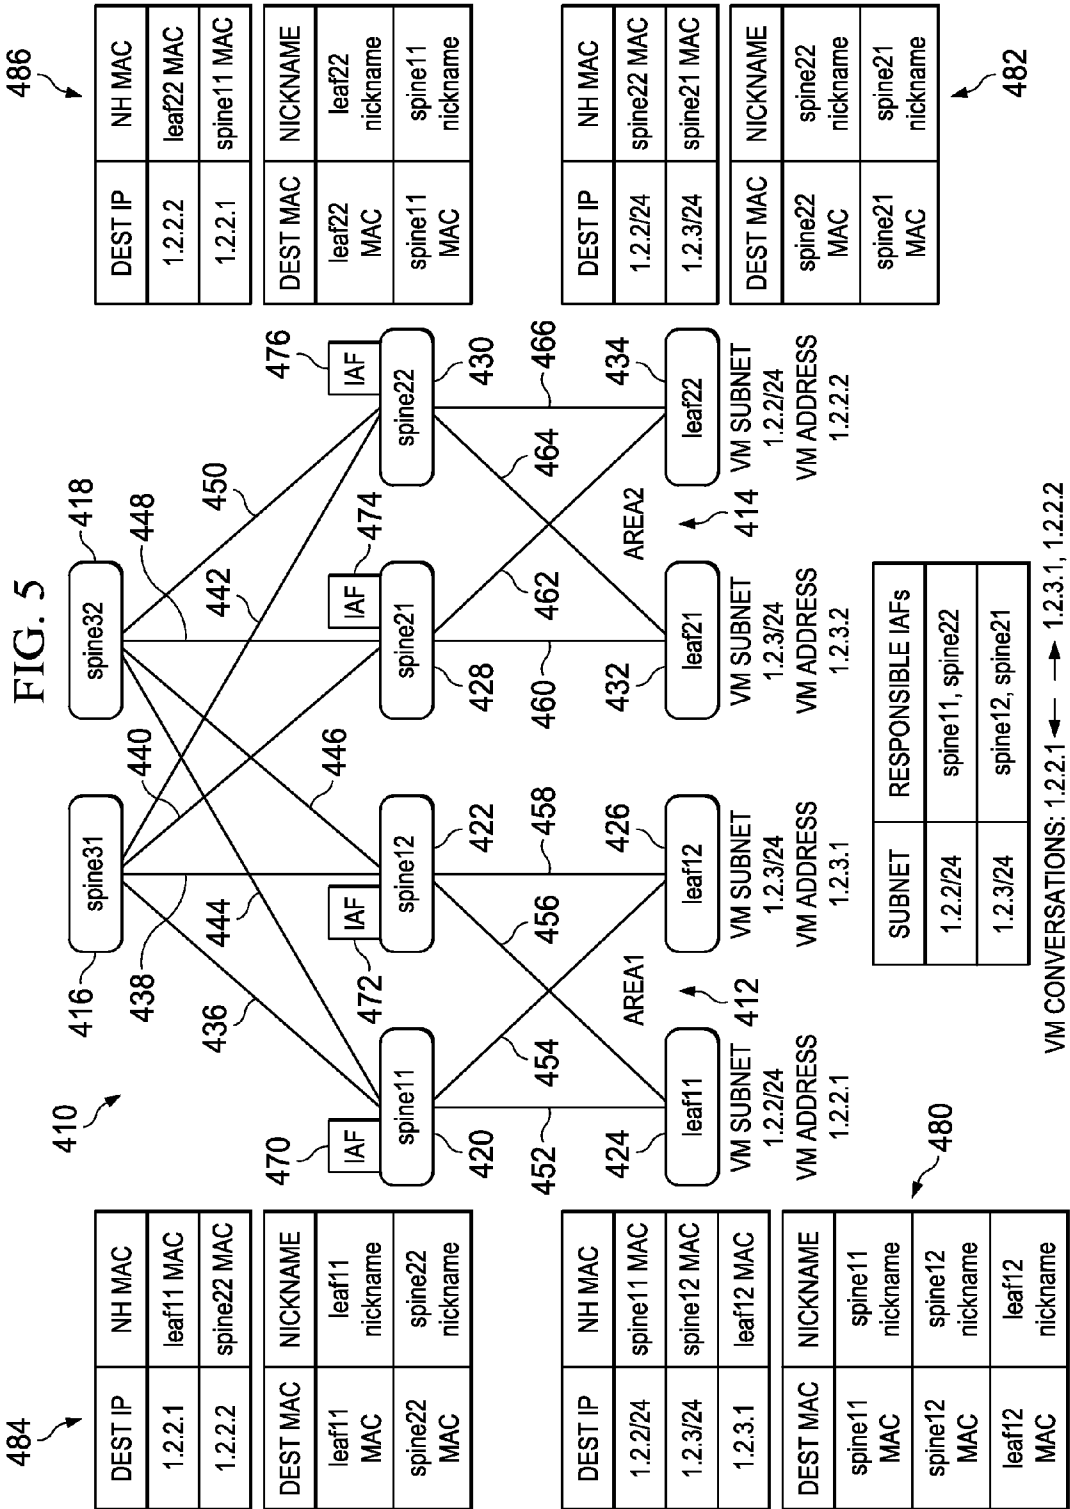 FIG. 5
410
484
DEST IP NH MAC
1.2.2.1 leaf11 MAC
1.2.2.2 spine22 MAC
DEST MAC NICKNAME
leaf11 MAC leaf11 nickname
spine22 MAC spine22 nickname
DEST IP NH MAC
1.2.2/24 spine11 MAC
1.2.3/24 spine12 MAC
1.2.3.1 leaf12 MAC
DEST MAC NICKNAME
spine11 MAC spine11 nickname
spine12 MAC spine12 nickname
leaf12 MAC leaf12 nickname
480
416
spine31
spine32
418
436
438
444
440
446
442
448
450
470
IAF
spine11
420
472
IAF
spine12
422
IAF
474
spine21
428
IAF
476
spine22
430
452
454
456
458
460
462
464
466
424
leaf11
VM SUBNET
1.2.2/24
VM ADDRESS
1.2.2.1
AREA1
412
426
leaf12
VM SUBNET
1.2.3/24
VM ADDRESS
1.2.3.1
432
leaf21
VM SUBNET
1.2.3/24
VM ADDRESS
1.2.3.2
AREA2
414
434
leaf22
VM SUBNET
1.2.2/24
VM ADDRESS
1.2.2.2
486
DEST IP NH MAC
1.2.2.2 leaf22 MAC
1.2.2.1 spine11 MAC
DEST MAC NICKNAME
leaf22 MAC leaf22 nickname
spine11 MAC spine11 nickname
DEST IP NH MAC
1.2.2/24 spine22 MAC
1.2.3/24 spine21 MAC
DEST MAC NICKNAME
spine22 MAC spine22 nickname
spine21 MAC spine21 nickname
482
SUBNET RESPONSIBLE IAFs
1.2.2/24 spine11, spine22
1.2.3/24 spine12, spine21
VM CONVERSATIONS: 1.2.2.1 ←→ 1.2.3.1, 1.2.2.2